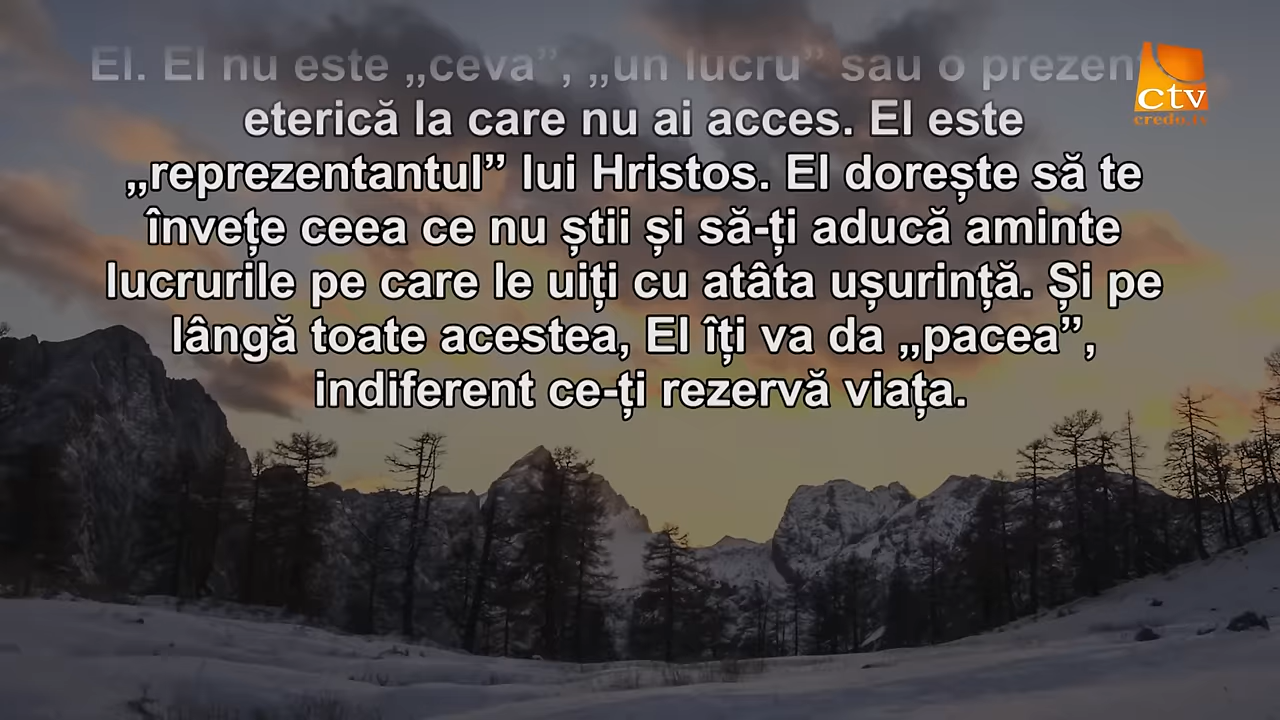 El. El nu este „ceva”, „un lucru” sau o
eterică la care nu ai acces. El este
„reprezentantul” lui Hristos. El dorește să te
învețe ceea ce nu știi și să-ți aducă aminte
lucrurile pe care le uiți cu atâta ușurință. Și pe
lângă toate acestea, El îți va da „pacea”,
indiferent ce-ți rezervă viața.
ctv
credo.tv